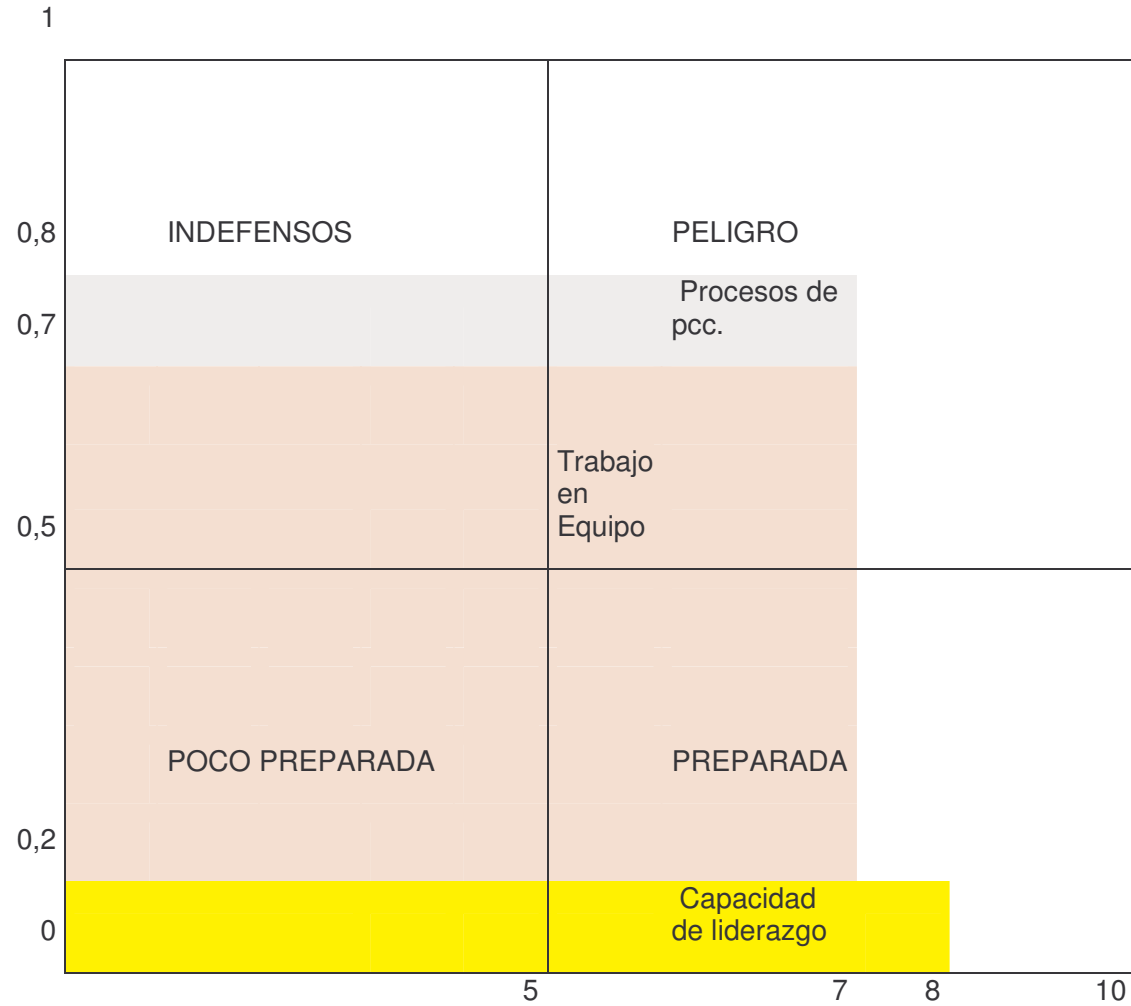 1
0,8 INDEFENSOS PELIGRO
Procesos de
0,7 pcc.
Trabajo
en
0,5 Equipo
POCO PREPARADA PREPARADA
0,2
Capacidad
0 de liderazgo
5 7 8 10